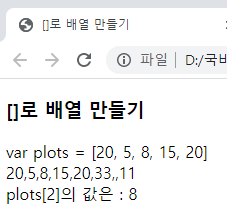 []로 배열 만들기
파일
D:/국비
[]로 배열 만들기
var plots = [20, 5, 8, 15, 20]
20,5,8,15,20,33,,11
plots[2]의 값은 : 8